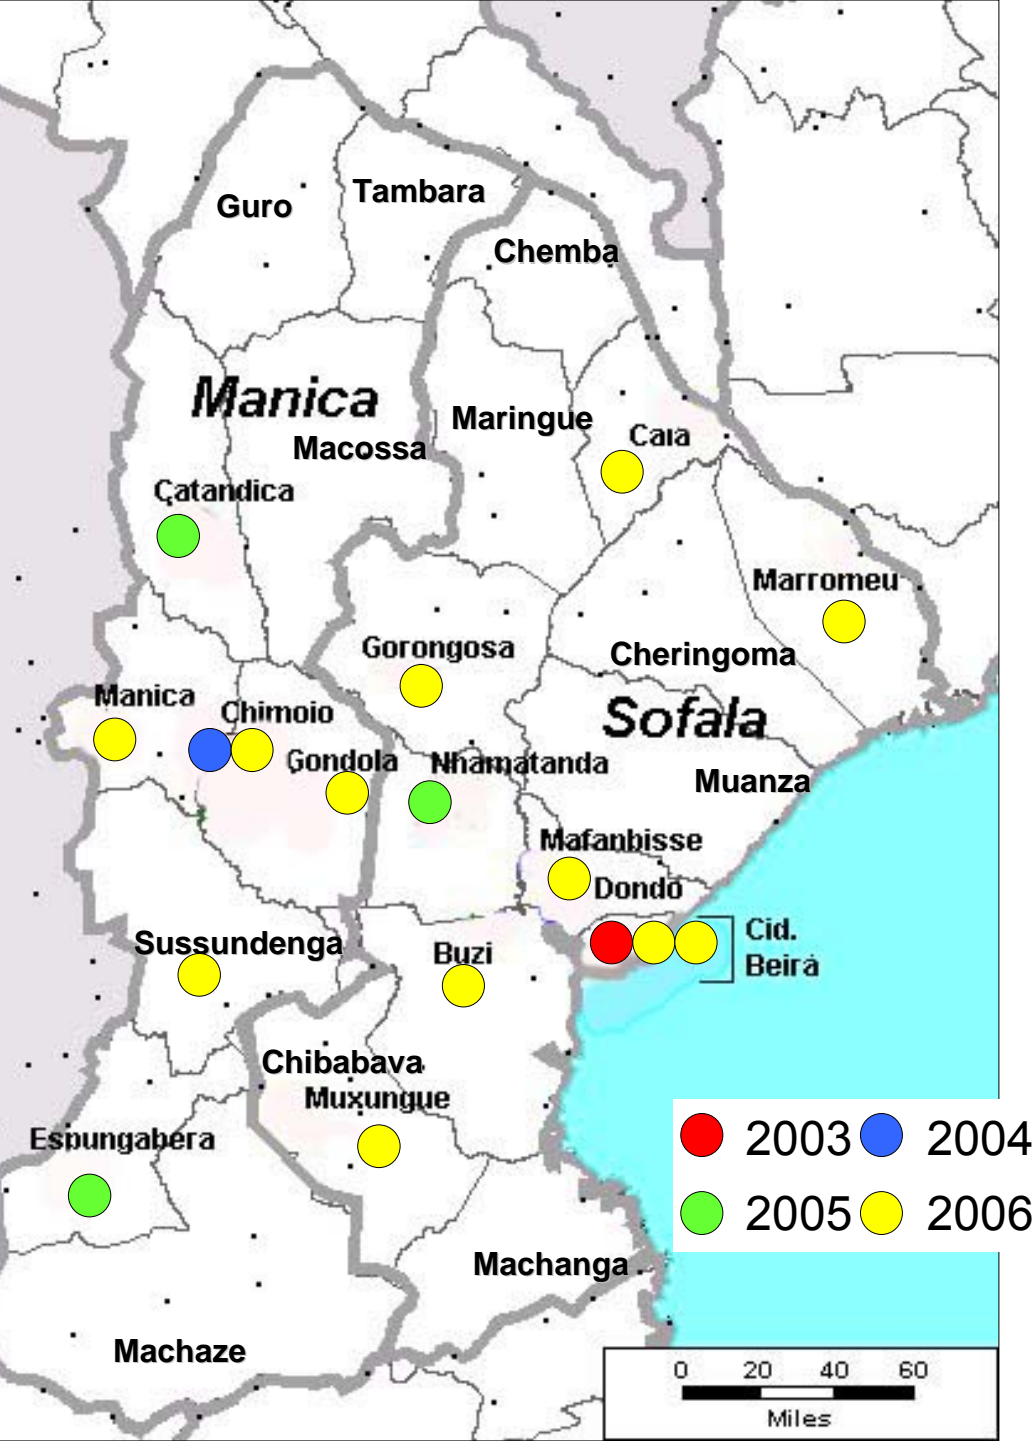 Guro
Tambara
Chemba
Manica
Maringue
Macossa
Caia
Catandica
Marromeu
Gorongosa
Cheringoma
Manica
Chimoio
Sofala
Gondola
Nhamatanda
Muanza
Mafanbisse
Dondo
Sussundenga
Buzi
Cid.
Beira
Chibabava
Muxungue
Espungabera
2003
2004
2005
2006
Machanga
Machaze
0 20 40 60
Miles